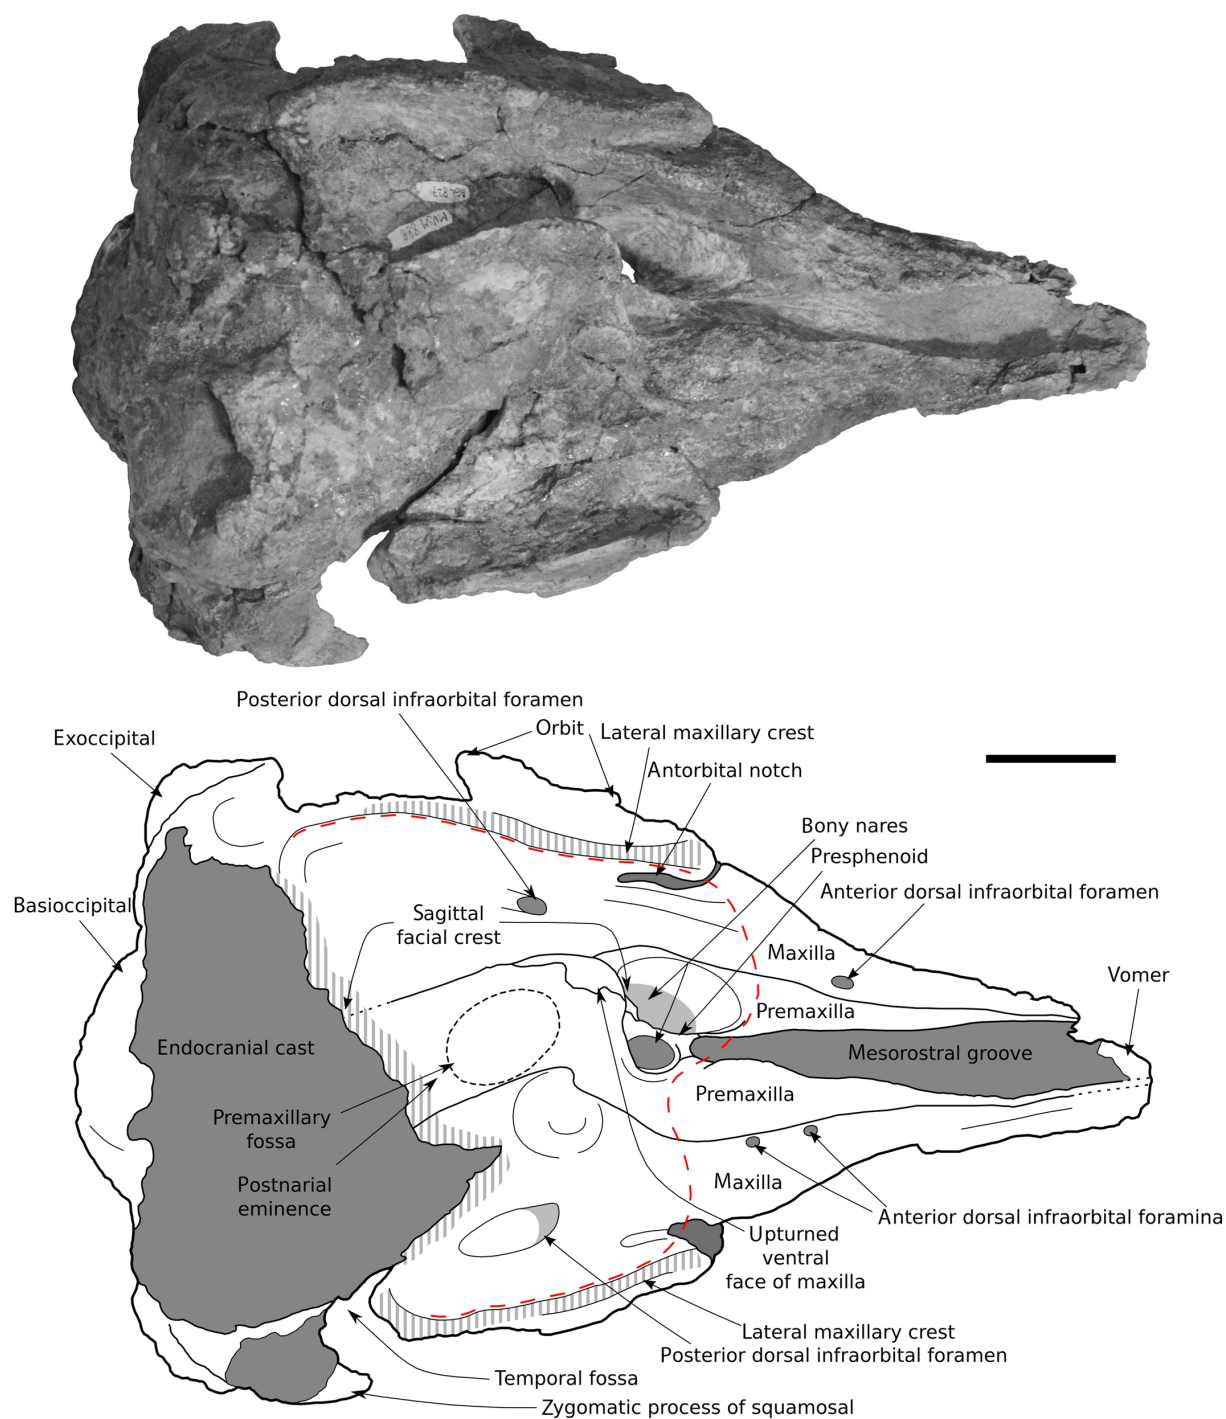 MWSM 888
Posterior dorsal infraorbital foramen
Orbit
Lateral maxillary crest
Exoccipital
Antorbital notch
Bony nares
Presphenoid
Anterior dorsal infraorbital foramen
Basioccipital
Sagittal
facial crest
Maxilla
Vomer
Premaxilla
Endocranial cast
Mesorostral groove
Premaxilla
Premaxillary
fossa
Postnarial
eminence
Maxilla
Anterior dorsal infraorbital foramina
Upturned
ventral
face of maxilla
Lateral maxillary crest
Posterior dorsal infraorbital foramen
Temporal fossa
Zygomatic process of squamosal